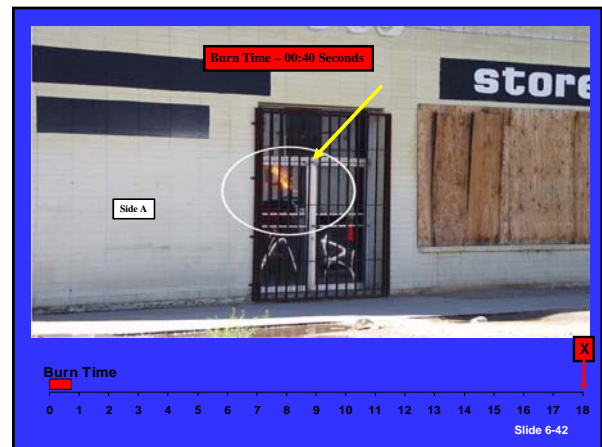 Burn Time – 00:40 Seconds
store
Side A
X
Burn Time
0 1 2 3 4 5 6 7 8 9 10 11 12 13 14 15 16 17 18
Slide 6-42